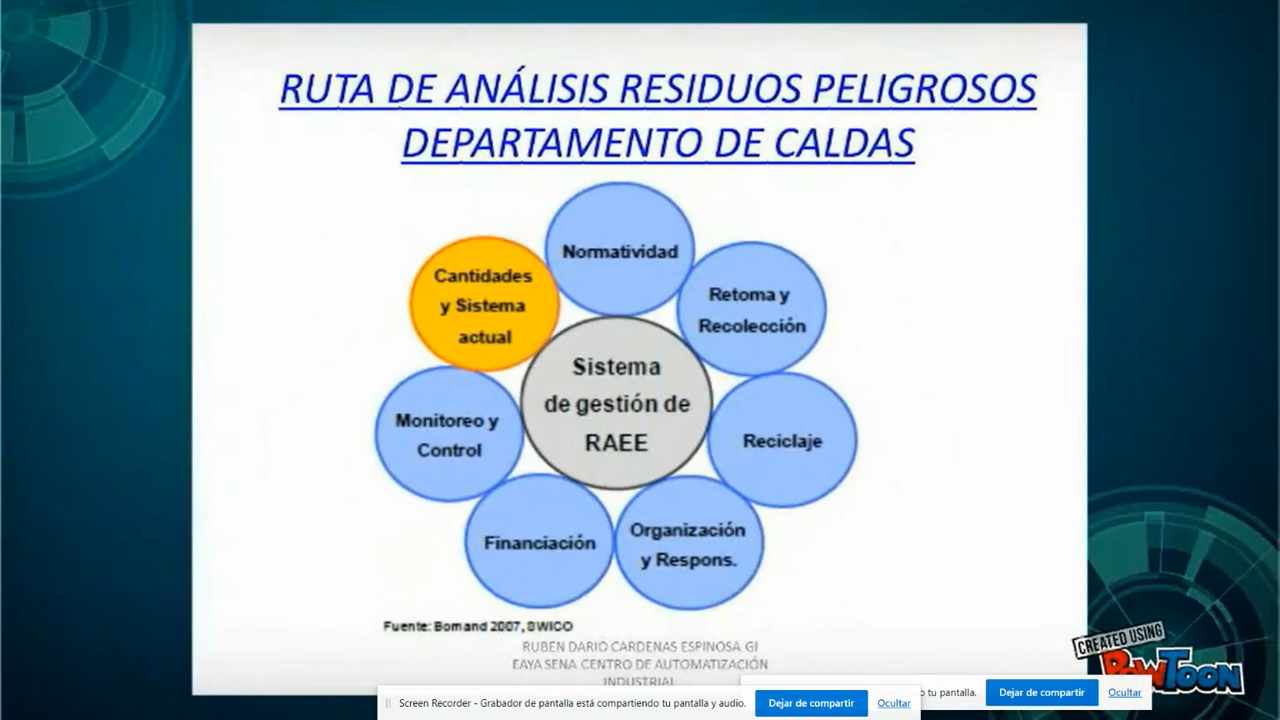 RUTA DE ANÁLISIS RESIDUOS PELIGROSOS
DEPARTAMENTO DE CALDAS
Normatividad
Cantidades
y Sistema
actual
Retoma y
Recolección
Sistema
de gestión de
RAEE
Monitoreo y
Control
Reciclaje
Financiación
Organización
y Respons.
Fuente: Bornand 2007, SWICO
RUBEN DARIO CARDENAS ESPINOSA GI
EAYA SENA CENTRO DE AUTOMATIZACIÓN
INDUSTRIAL
CREATED USING
POWTOON
o tu pantalla.
Dejar de compartir
Ocultar
Screen Recorder - Grabador de pantalla está compartiendo tu pantalla y audio.
Dejar de compartir
Ocultar